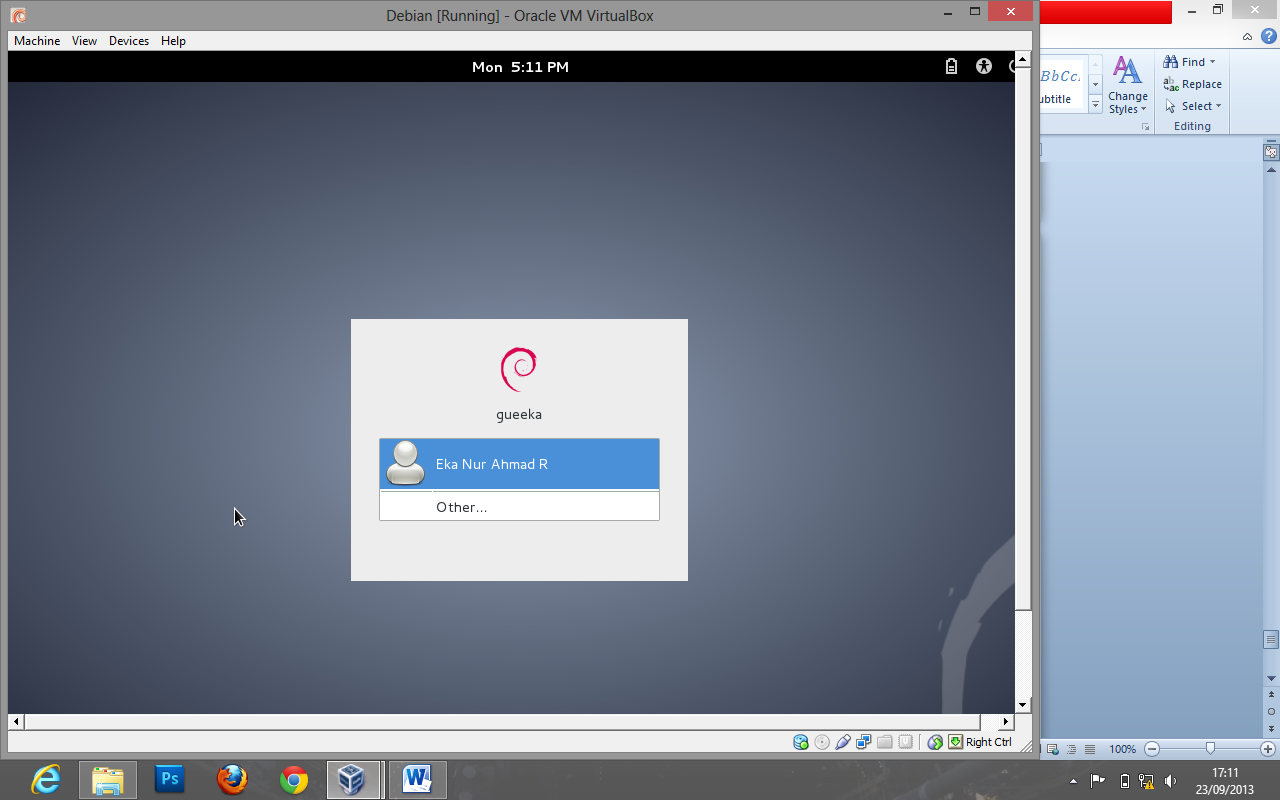 Debian [Running] - Oracle VM VirtualBox
Machine View Devices Help
Mon 5:11 PM
gueeka
Eka Nur Ahmad R
Other...
Right Ctrl
BbCc
ubtitle
Change
Styles
Find
Replace
Select
Editing
100%
Ps
17:11
23/09/2013